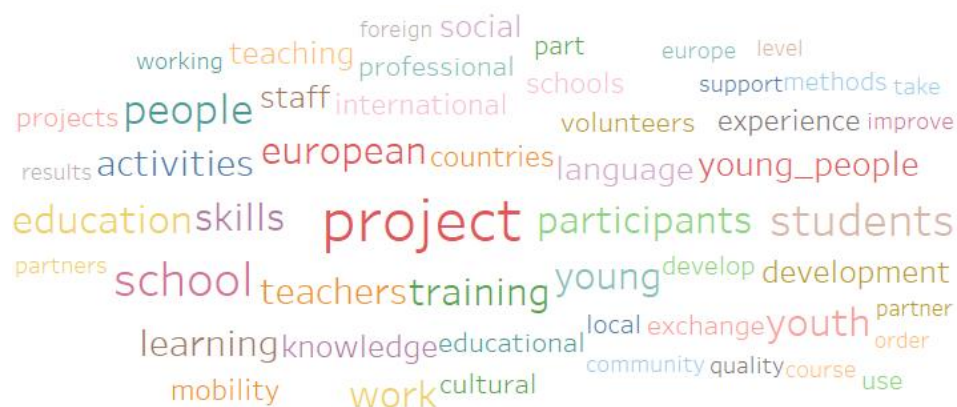 foreign social
working teaching professional part europe level
projects people staff international schools support methods take
volunteers experience improve
results activities european countries language young_people
education skills project participants students
partners school teachers training young develop development
learning knowledge educational local exchange youth partner
order
mobility work cultural community quality course use